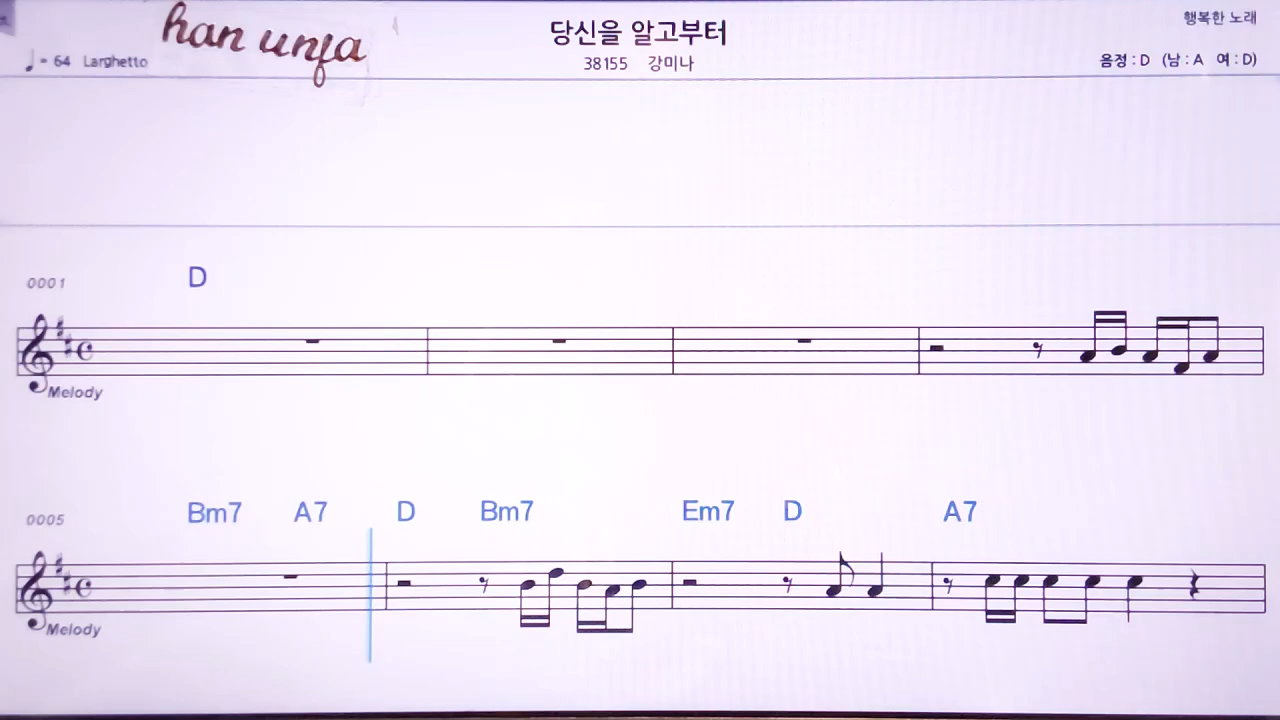 han unja
당신을 알고부터
행복한 노래
♩= 64 Larghetto
38155 강미나
음정 : D (남 : A 여 : D)
0001 D
Melody
0005 Bm7 A7 D Bm7 Em7 D A7
Melody